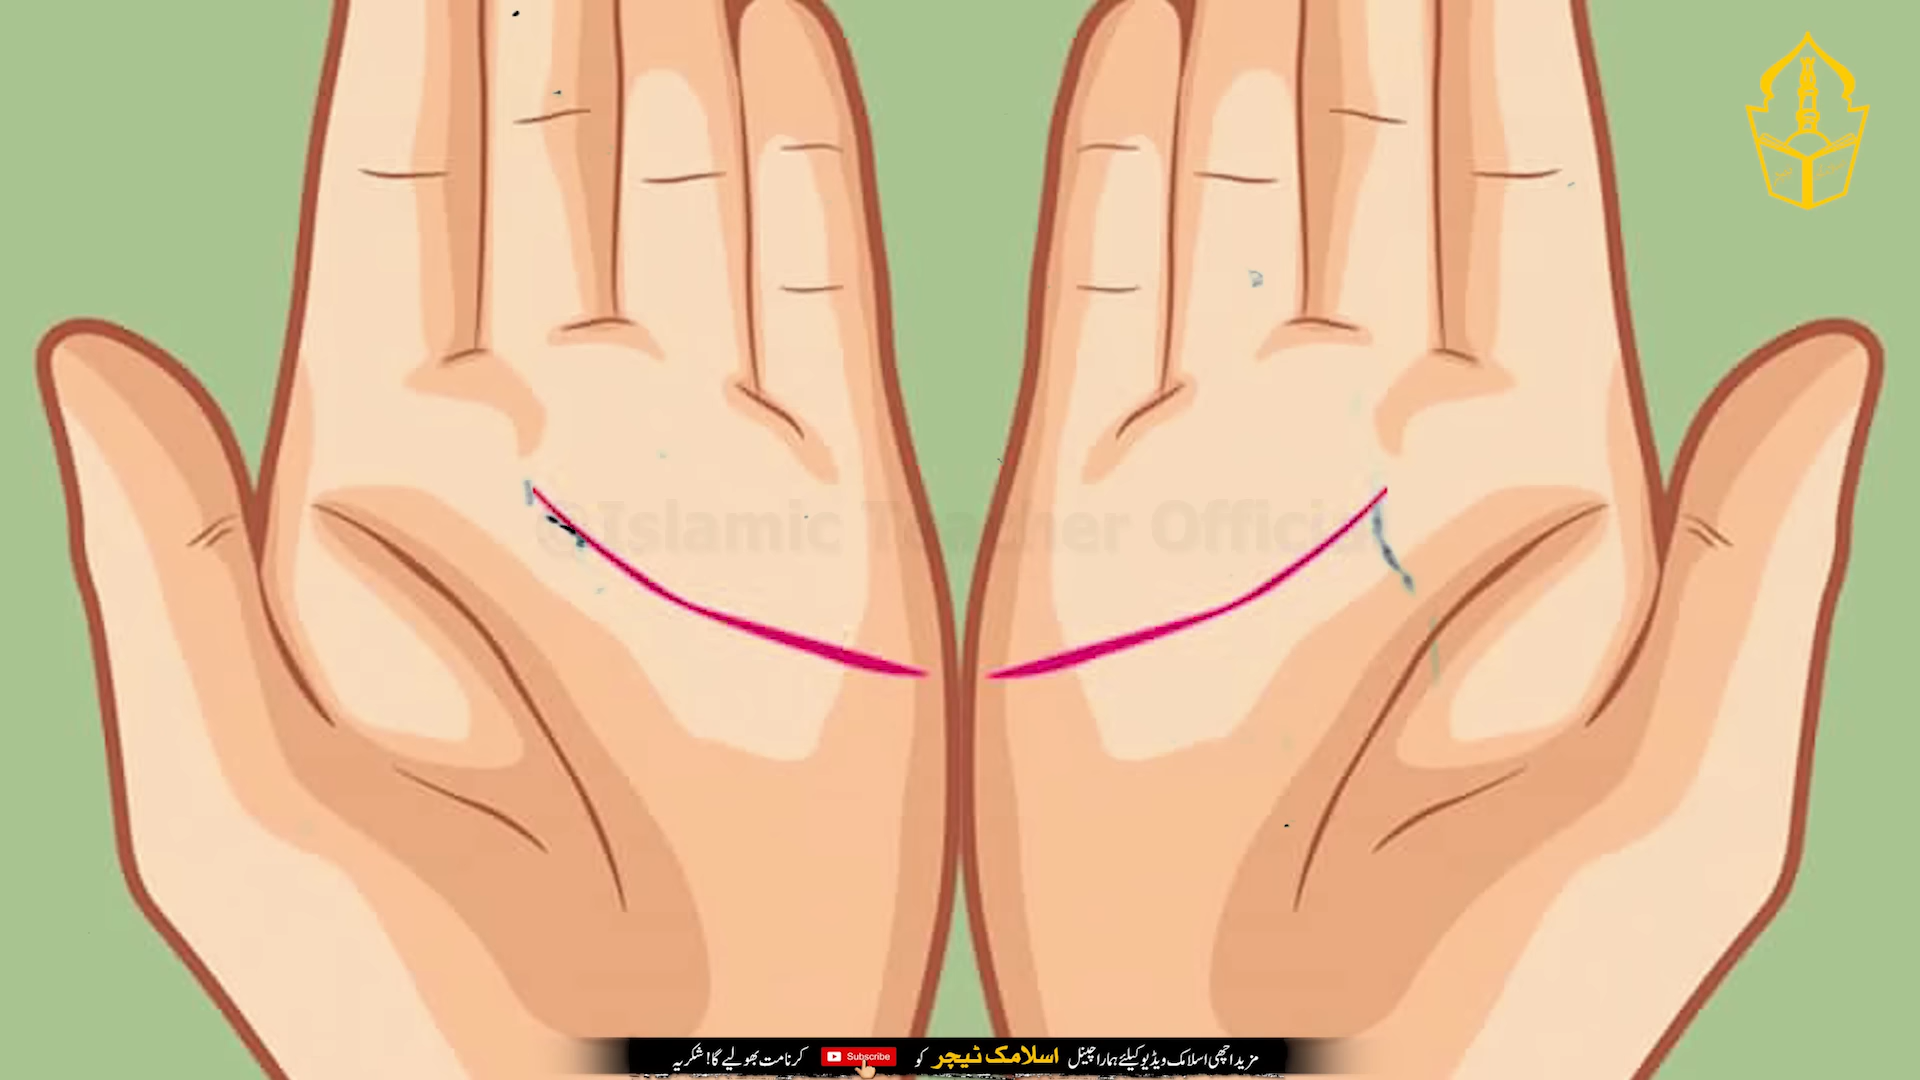 @Islamic Teacher Official
مزید اچھی اسلامک ویڈیو کیلئے ہمارا چینل اسلامک ٹیچر کو Subscribe کرنا مت بھولیے گا! شکریہ